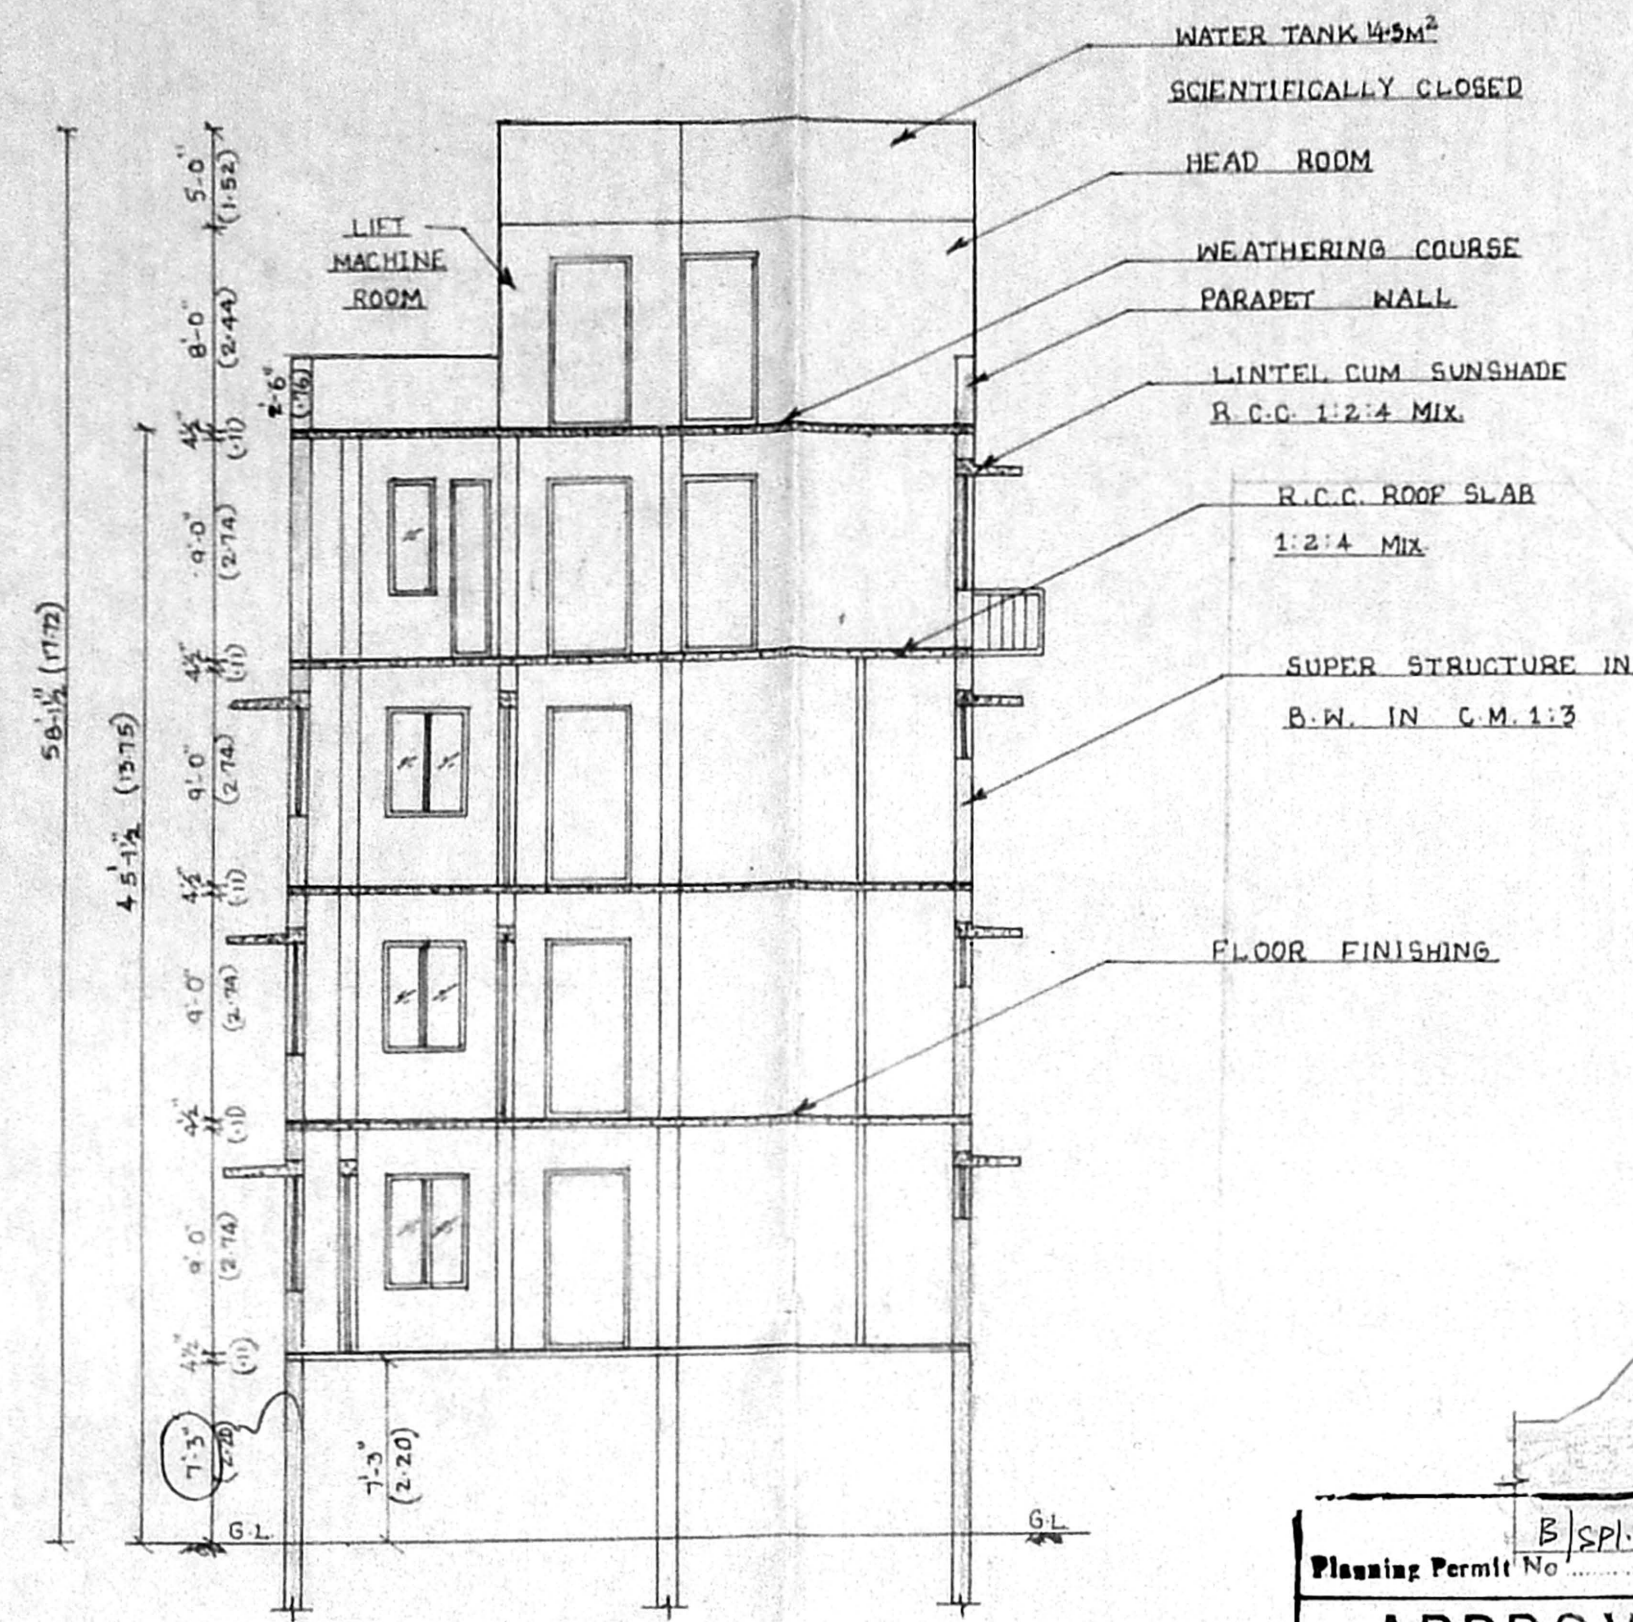 WATER TANK 14·5M²
SCIENTIFICALLY CLOSED
HEAD ROOM
WEATHERING COURSE
PARAPET WALL
LINTEL CUM SUNSHADE
R.C.C. 1:2:4 MIX.
R.C.C. ROOF SLAB
1:2:4 MIX
SUPER STRUCTURE IN
B.W. IN C.M. 1:3
FLOOR FINISHING
LIFT
MACHINE
ROOM
5'-0"
(1·52)
8'-0"
(2·44)
2'-6"
(·76)
4½"
(·11)
9'-0"
(2·74)
4½"
(·11)
9'-0"
(2·74)
4½"
(·11)
9'-0"
(2·74)
4½"
(·11)
9'-0"
(2·74)
4½"
(·11)
7'-3"
(2·20)
7'-3"
(2·20)
58'-1½" (17·72)
45'-1½" (13·75)
G.L.
G.L.
B/SPl.
Planning Permit No